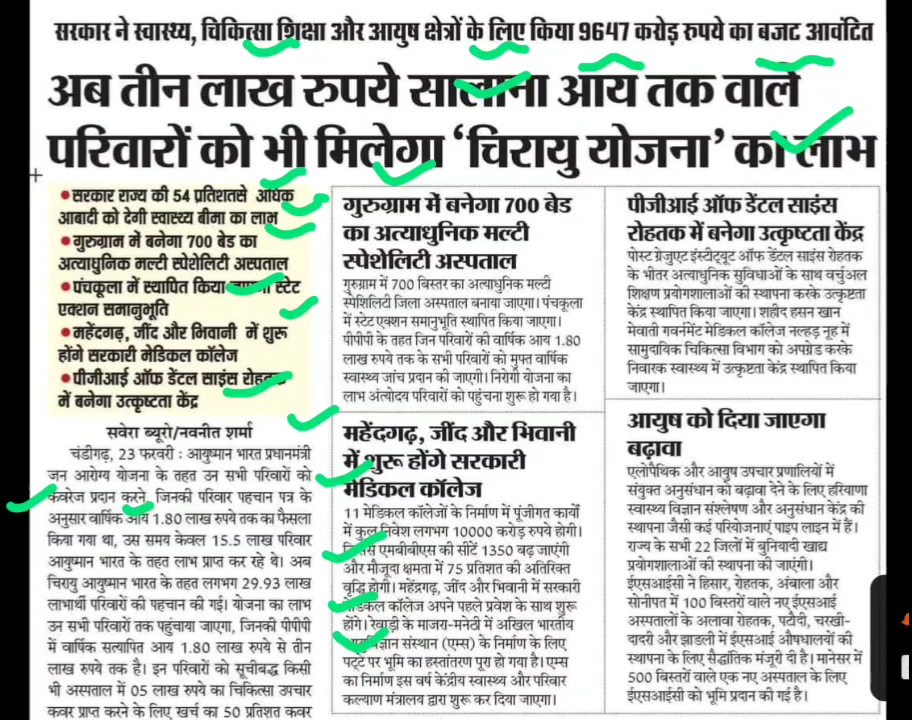 सरकार ने स्वास्थ्य, चिकित्सा शिक्षा और आयुष क्षेत्रों के लिए किया 9647 करोड़ रुपये का बजट आवंटित
अब तीन लाख रुपये सालाना आय तक वाले
परिवारों को भी मिलेगा ‘चिरायु योजना’ का लाभ
•सरकार राज्य की 54 प्रतिशतसे अधिक
आबादी को देगी स्वास्थ्य बीमा का लाभ
•गुरुग्राम में बनेगा 700 बेड का
अत्याधुनिक मल्टी स्पेशेलिटी अस्पताल
•पंचकूला में स्थापित किया स्टेट
एक्शन समानुभूति
•महेंदगढ़, जींद और भिवानी में शुरू
होंगे सरकारी मेडिकल कॉलेज
•पीजीआई ऑफ डेंटल साइंस रोहतक
में बनेगा उत्कृष्टता केंद्र
सवेरा ब्यूरो/नवनीत शर्मा
चंडीगढ़, 23 फरवरी : आयुष्मान भारत प्रधानमंत्री
जन आरोग्य योजना के तहत उन सभी परिवारों को
कवरेज प्रदान करने, जिनकी परिवार पहचान पत्र के
अनुसार वार्षिक आय 1.80 लाख रुपये तक का फैसला
किया गया था, उस समय केवल 15.5 लाख परिवार
आयुष्मान भारत के तहत लाभ प्राप्त कर रहे थे। अब
चिरायु आयुष्मान भारत के तहत लगभग 29.93 लाख
लाभार्थी परिवारों की पहचान की गई। योजना का लाभ
उन सभी परिवारों तक पहुंचाया जाएगा, जिनकी पीपीपी
में वार्षिक सत्यापित आय 1.80 लाख रुपये से तीन
लाख रुपये तक है। इन परिवारों को सूचीबद्ध किसी
भी अस्पताल में 05 लाख रुपये का चिकित्सा उपचार
कवर प्राप्त करने के लिए खर्च का 50 प्रतिशत कवर
गुरुग्राम में बनेगा 700 बेड
का अत्याधुनिक मल्टी
स्पेशेलिटी अस्पताल
गुरुग्राम में 700 बिस्तर का अत्याधुनिक मल्टी
स्पेशिलिटी जिला अस्पताल बनाया जाएगा। पंचकूला
में स्टेट एक्शन समानुभूति स्थापित किया जाएगा।
पीपीपी के तहत जिन परिवारों की वार्षिक आय 1.80
लाख रुपये तक के सभी परिवारों को मुफ्त वार्षिक
स्वास्थ्य जांच प्रदान की जाएगी। निरोगी योजना का
लाभ अंत्योदय परिवारों को पहुंचना शुरू हो गया है।
महेंदगढ़, जींद और भिवानी
में शुरू होंगे सरकारी
मेडिकल कॉलेज
11 मेडिकल कॉलेजों के निर्माण में पूंजीगत कार्यों
में कुल निवेश लगभग 10000 करोड़ रुपये होगी।
जिससे एमबीबीएस की सीटें 1350 बढ़ जाएंगी
और मौजूदा क्षमता में 75 प्रतिशत की अतिरिक्त
वृद्धि होगी। महेंद्रगढ़, जींद और भिवानी में सरकारी
मेडिकल कॉलेज अपने पहले प्रवेश के साथ शुरू
होंगे। रेवाड़ी के माजरा-मनेठी में अखिल भारतीय
संस्थान (एम्स) के निर्माण के लिए
पट्टे पर भूमि का हस्तांतरण पूरा हो गया है। एम्स
का निर्माण इस वर्ष केंद्रीय स्वास्थ्य और परिवार
कल्याण मंत्रालय द्वारा शुरू कर दिया जाएगा।
पीजीआई ऑफ डेंटल साइंस
रोहतक में बनेगा उत्कृष्टता केंद्र
पोस्ट ग्रेजुएट इंस्टीट्यूट ऑफ डेंटल साइंस रोहतक
के भीतर अत्याधुनिक सुविधाओं के साथ वर्चुअल
शिक्षण प्रयोगशालाओं की स्थापना करके उत्कृष्टता
केंद्र स्थापित किया जाएगा। शहीद हसन खान
मेवाती गवर्नमेंट मेडिकल कॉलेज नल्हड़ नूह में
सामुदायिक चिकित्सा विभाग को अपग्रेड करके
निवारक स्वास्थ्य में उत्कृष्टता केंद्र स्थापित किया
जाएगा।
आयुष को दिया जाएगा
बढ़ावा
एलोपैथिक और आयुष उपचार प्रणालियों में
संयुक्त अनुसंधान को बढ़ावा देने के लिए हरियाणा
स्वास्थ्य विज्ञान संश्लेषण और अनुसंधान केंद्र की
स्थापना जैसी कई परियोजनाएं पाइप लाइन में हैं।
राज्य के सभी 22 जिलों में बुनियादी खाद्य
प्रयोगशालाओं की स्थापना की जाएंगी।
ईएसआईसी ने हिसार, रोहतक, अंबाला और
सोनीपत में 100 बिस्तरों वाले नए ईएसआई
अस्पतालों के अलावा रोहतक, पटौदी, चरखी-
दादरी और झाडली में ईएसआई औषधालयों की
स्थापना के लिए सैद्धांतिक मंजूरी दी है। मानेसर में
500 बिस्तरों वाले एक नए अस्पताल के लिए
ईएसआईसी को भूमि प्रदान की गई है।